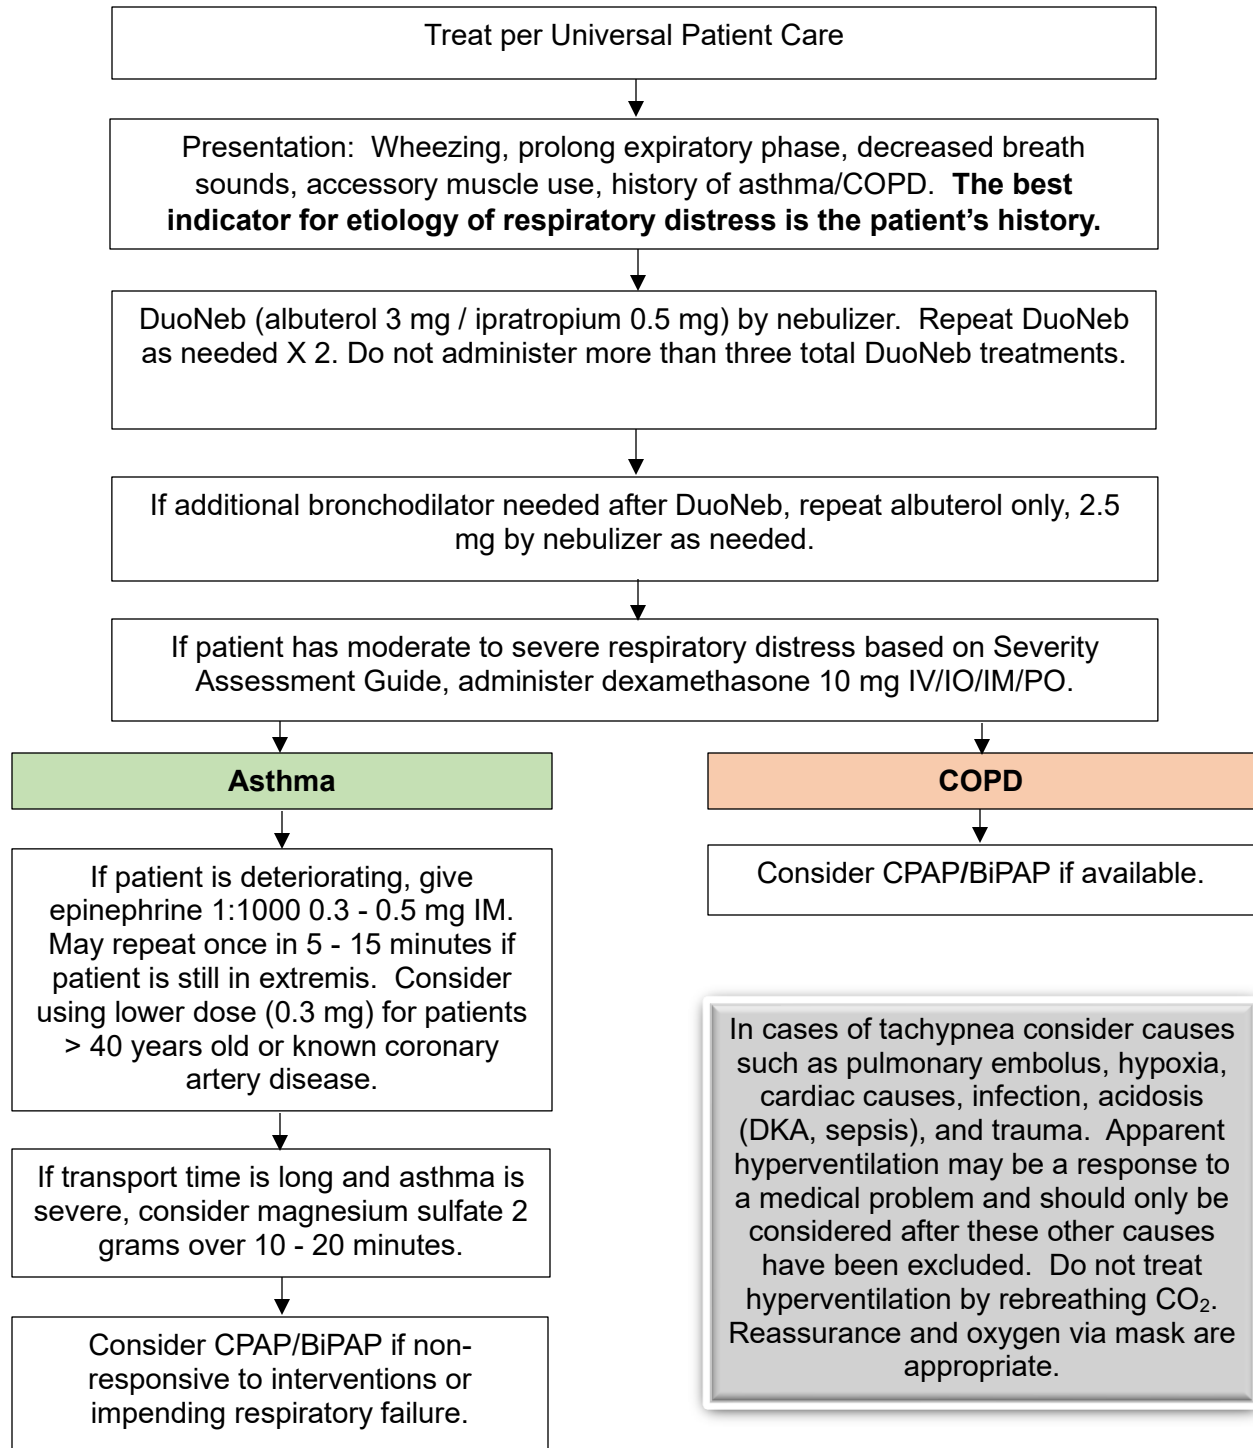 Treat per Universal Patient Care
Presentation: Wheezing, prolong expiratory phase, decreased breath
sounds, accessory muscle use, history of asthma/COPD. The best
indicator for etiology of respiratory distress is the patient’s history.
DuoNeb (albuterol 3 mg / ipratropium 0.5 mg) by nebulizer. Repeat DuoNeb
as needed X 2. Do not administer more than three total DuoNeb treatments.
If additional bronchodilator needed after DuoNeb, repeat albuterol only, 2.5
mg by nebulizer as needed.
If patient has moderate to severe respiratory distress based on Severity
Assessment Guide, administer dexamethasone 10 mg IV/IO/IM/PO.
Asthma
If patient is deteriorating, give
epinephrine 1:1000 0.3 - 0.5 mg IM.
May repeat once in 5 - 15 minutes if
patient is still in extremis. Consider
using lower dose (0.3 mg) for patients
> 40 years old or known coronary
artery disease.
If transport time is long and asthma is
severe, consider magnesium sulfate 2
grams over 10 - 20 minutes.
Consider CPAP/BiPAP if non-
responsive to interventions or
impending respiratory failure.
COPD
Consider CPAP/BiPAP if available.
In cases of tachypnea consider causes
such as pulmonary embolus, hypoxia,
cardiac causes, infection, acidosis
(DKA, sepsis), and trauma. Apparent
hyperventilation may be a response to
a medical problem and should only be
considered after these other causes
have been excluded. Do not treat
hyperventilation by rebreathing CO₂.
Reassurance and oxygen via mask are
appropriate.